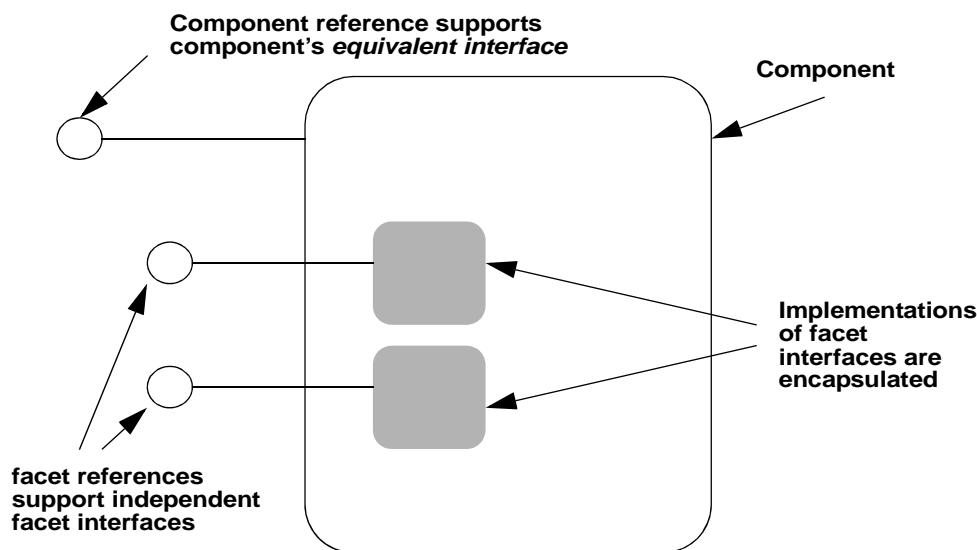 Component reference supports
component's equivalent interface
Component
Implementations
of facet
interfaces are
encapsulated
facet references
support independent
facet interfaces